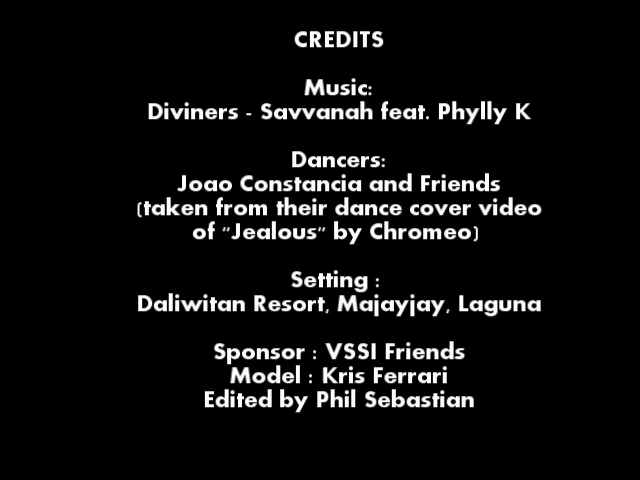 CREDITS
Music:
Diviners - Savvanah feat. Phylly K
Dancers:
Joao Constancia and Friends
(taken from their dance cover video
of "Jealous" by Chromeo)
Setting :
Daliwitan Resort, Majayjay, Laguna
Sponsor : VSSI Friends
Model : Kris Ferrari
Edited by Phil Sebastian